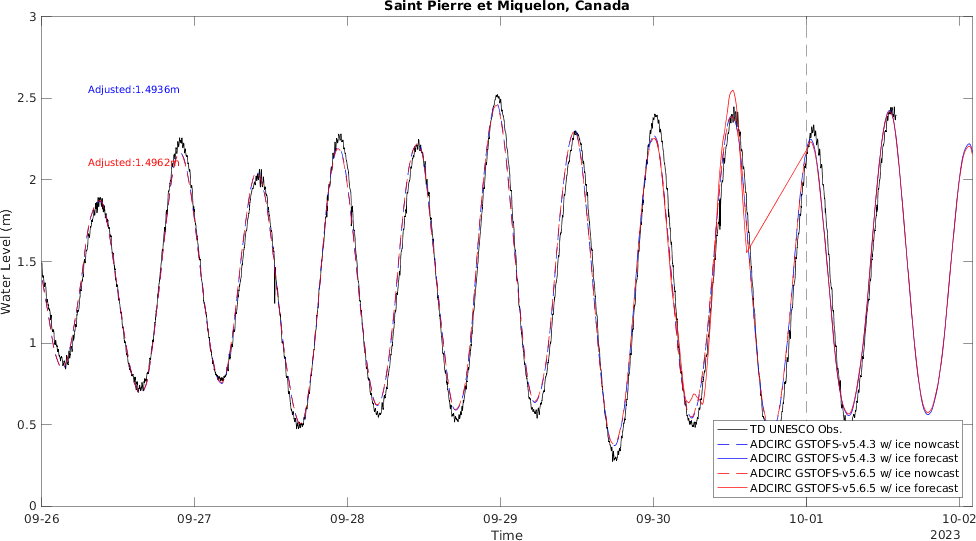 Saint Pierre et Miquelon, Canada
3
2.5
2
1.5
1
0.5
0
Water Level (m)
Adjusted:1.4936m
Adjusted:1.4962m
TD UNESCO Obs.
ADCIRC GSTOFS-v5.4.3 w/ ice nowcast
ADCIRC GSTOFS-v5.4.3 w/ ice forecast
ADCIRC GSTOFS-v5.6.5 w/ ice nowcast
ADCIRC GSTOFS-v5.6.5 w/ ice forecast
09-26 09-27 09-28 09-29 09-30 10-01 10-02
Time
2023